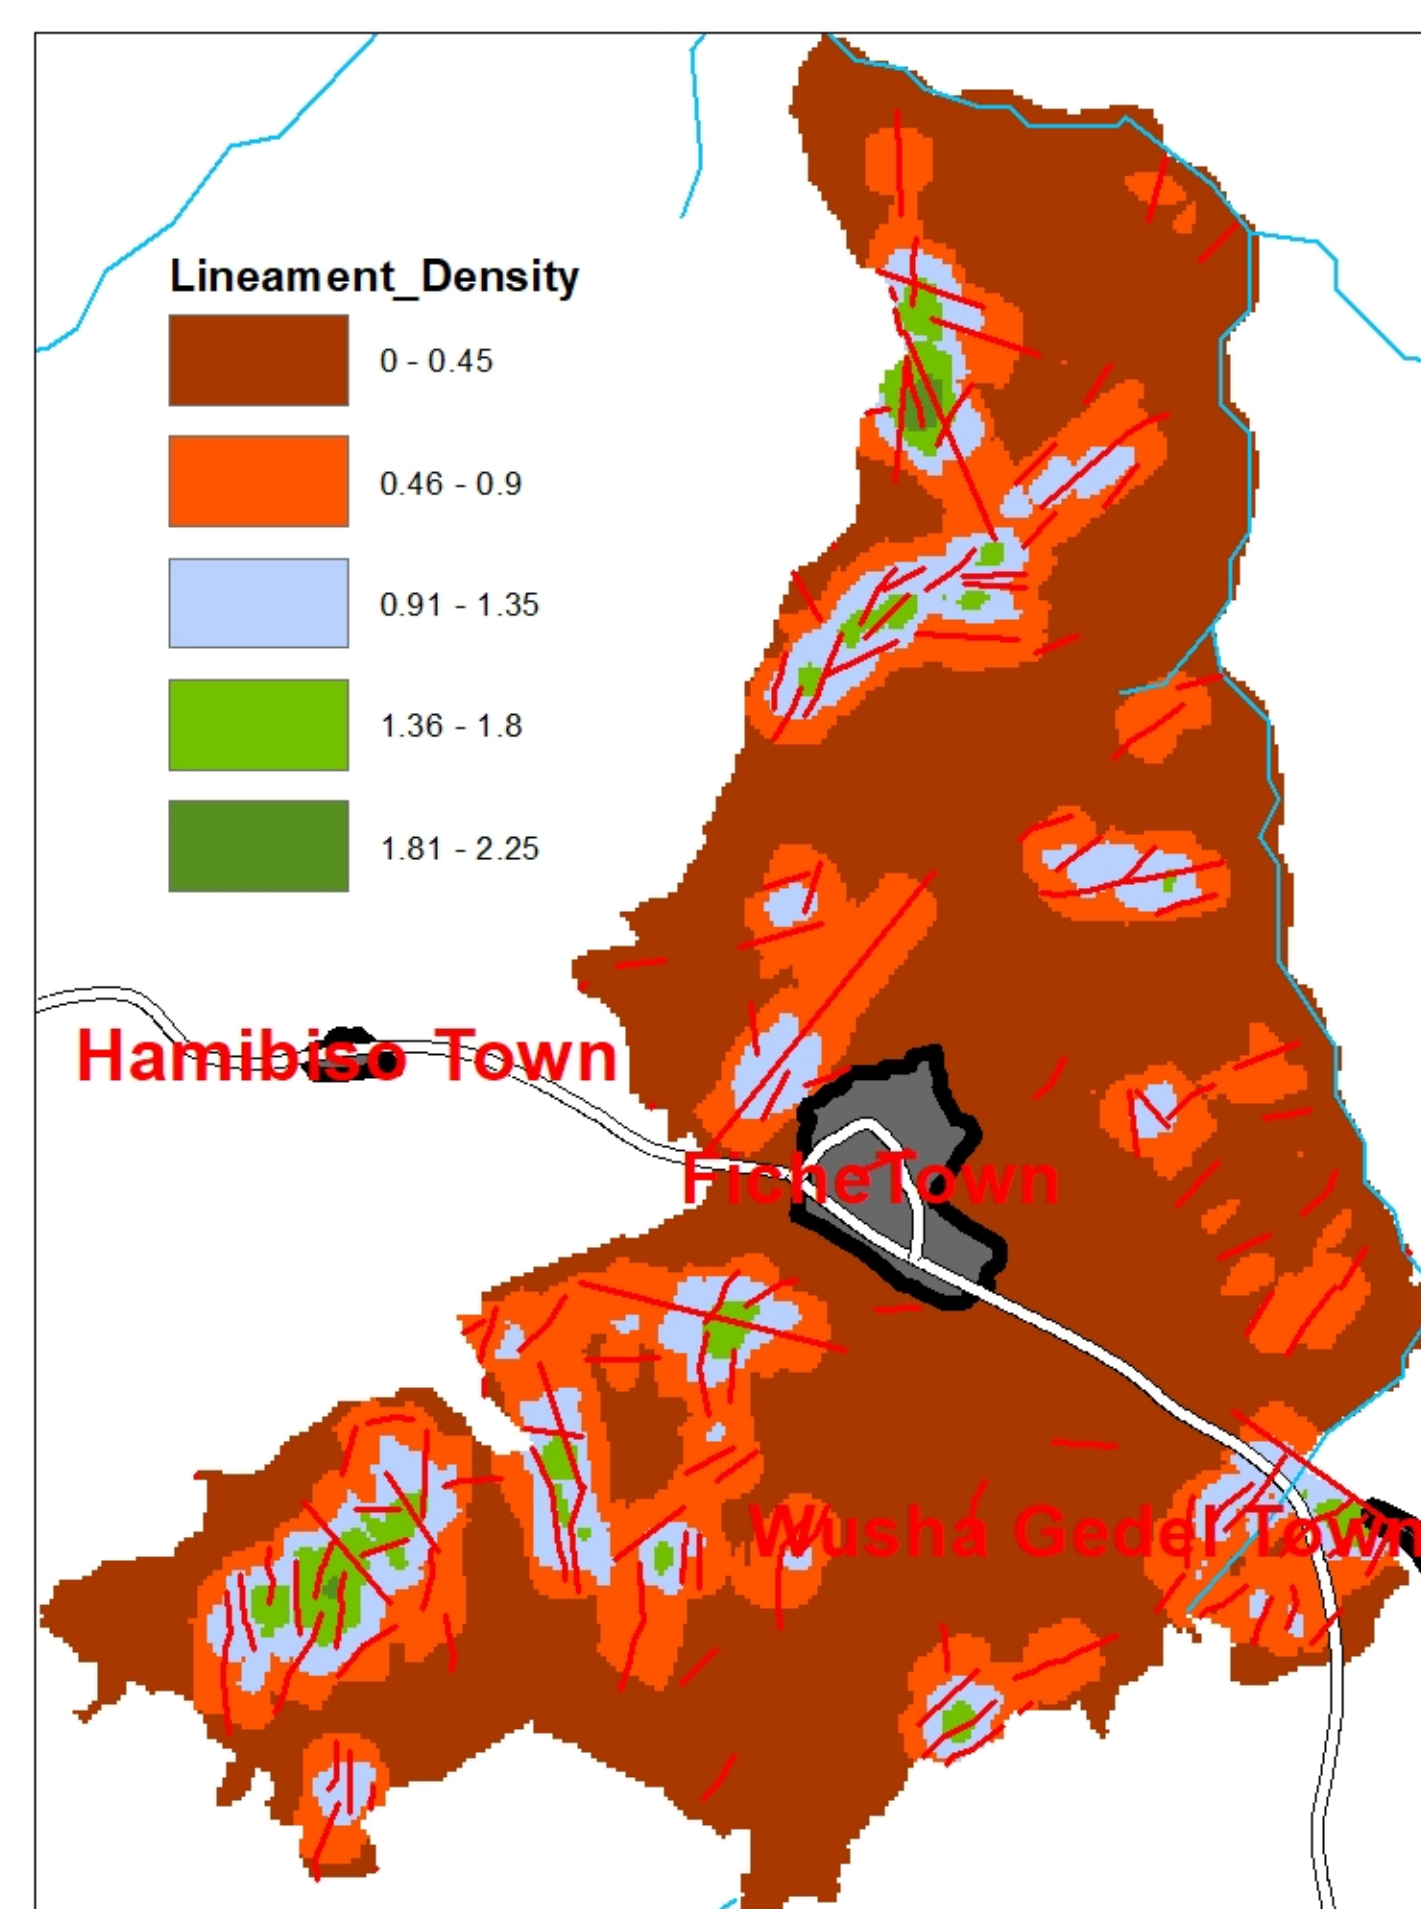 Lineament_Density
0 - 0.45
0.46 - 0.9
0.91 - 1.35
1.36 - 1.8
1.81 - 2.25
Hamibiso Town
FicheTown
Wusha Gedel Town